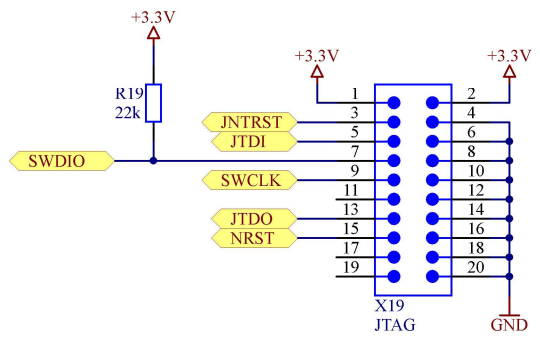 +3.3V
+3.3V +3.3V
R19
22k
1 2
JNTRST 3 4
JTDI 5 6
SWDIO 7 8
SWCLK 9 10
11 12
JTDO 13 14
NRST 15 16
17 18
19 20
X19
JTAG GND